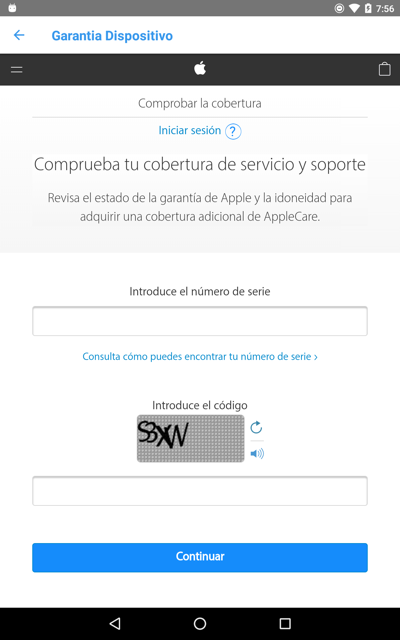 7:56
Garantia Dispositivo
Comprobar la cobertura
Iniciar sesión ?
Comprueba tu cobertura de servicio y soporte
Revisa el estado de la garantía de Apple y la idoneidad para
adquirir una cobertura adicional de AppleCare.
Introduce el número de serie
Consulta cómo puedes encontrar tu número de serie ›
Introduce el código
S3XW
Continuar